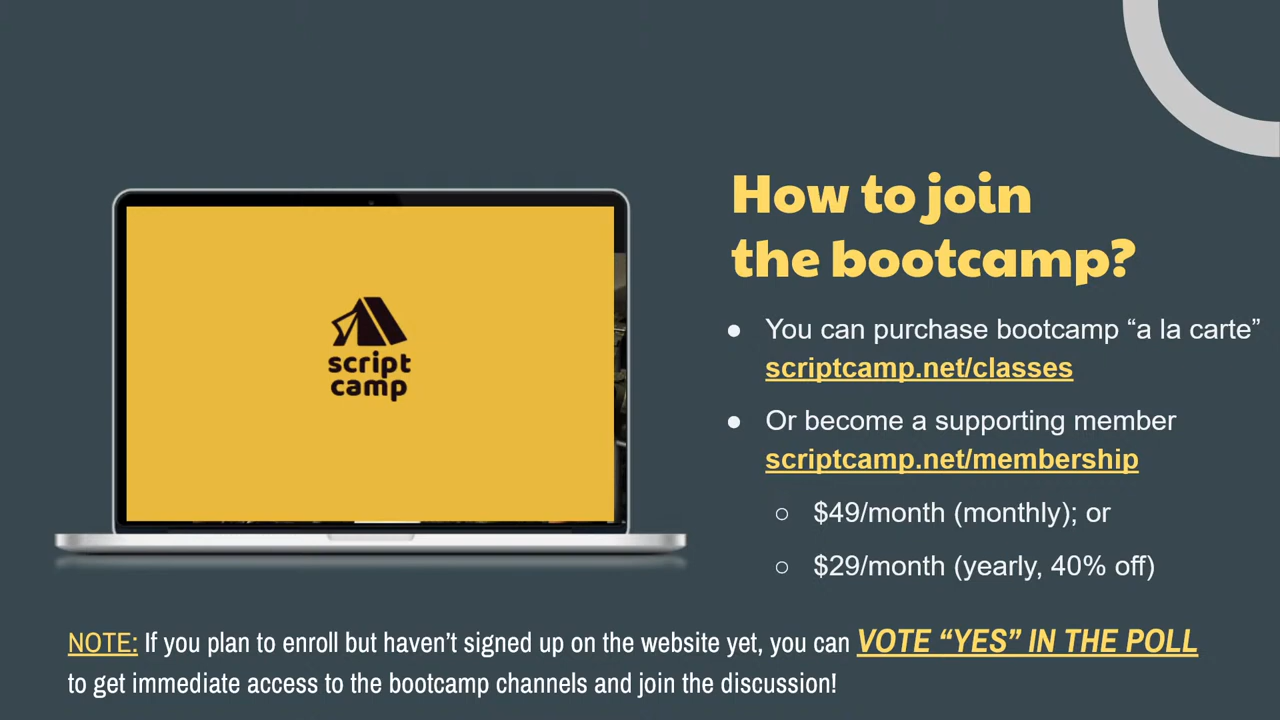 How to join
the bootcamp?
script
camp
● You can purchase bootcamp “a la carte”
scriptcamp.net/classes
● Or become a supporting member
scriptcamp.net/membership
○ $49/month (monthly); or
○ $29/month (yearly, 40% off)
NOTE: If you plan to enroll but haven’t signed up on the website yet, you can VOTE “YES” IN THE POLL
to get immediate access to the bootcamp channels and join the discussion!